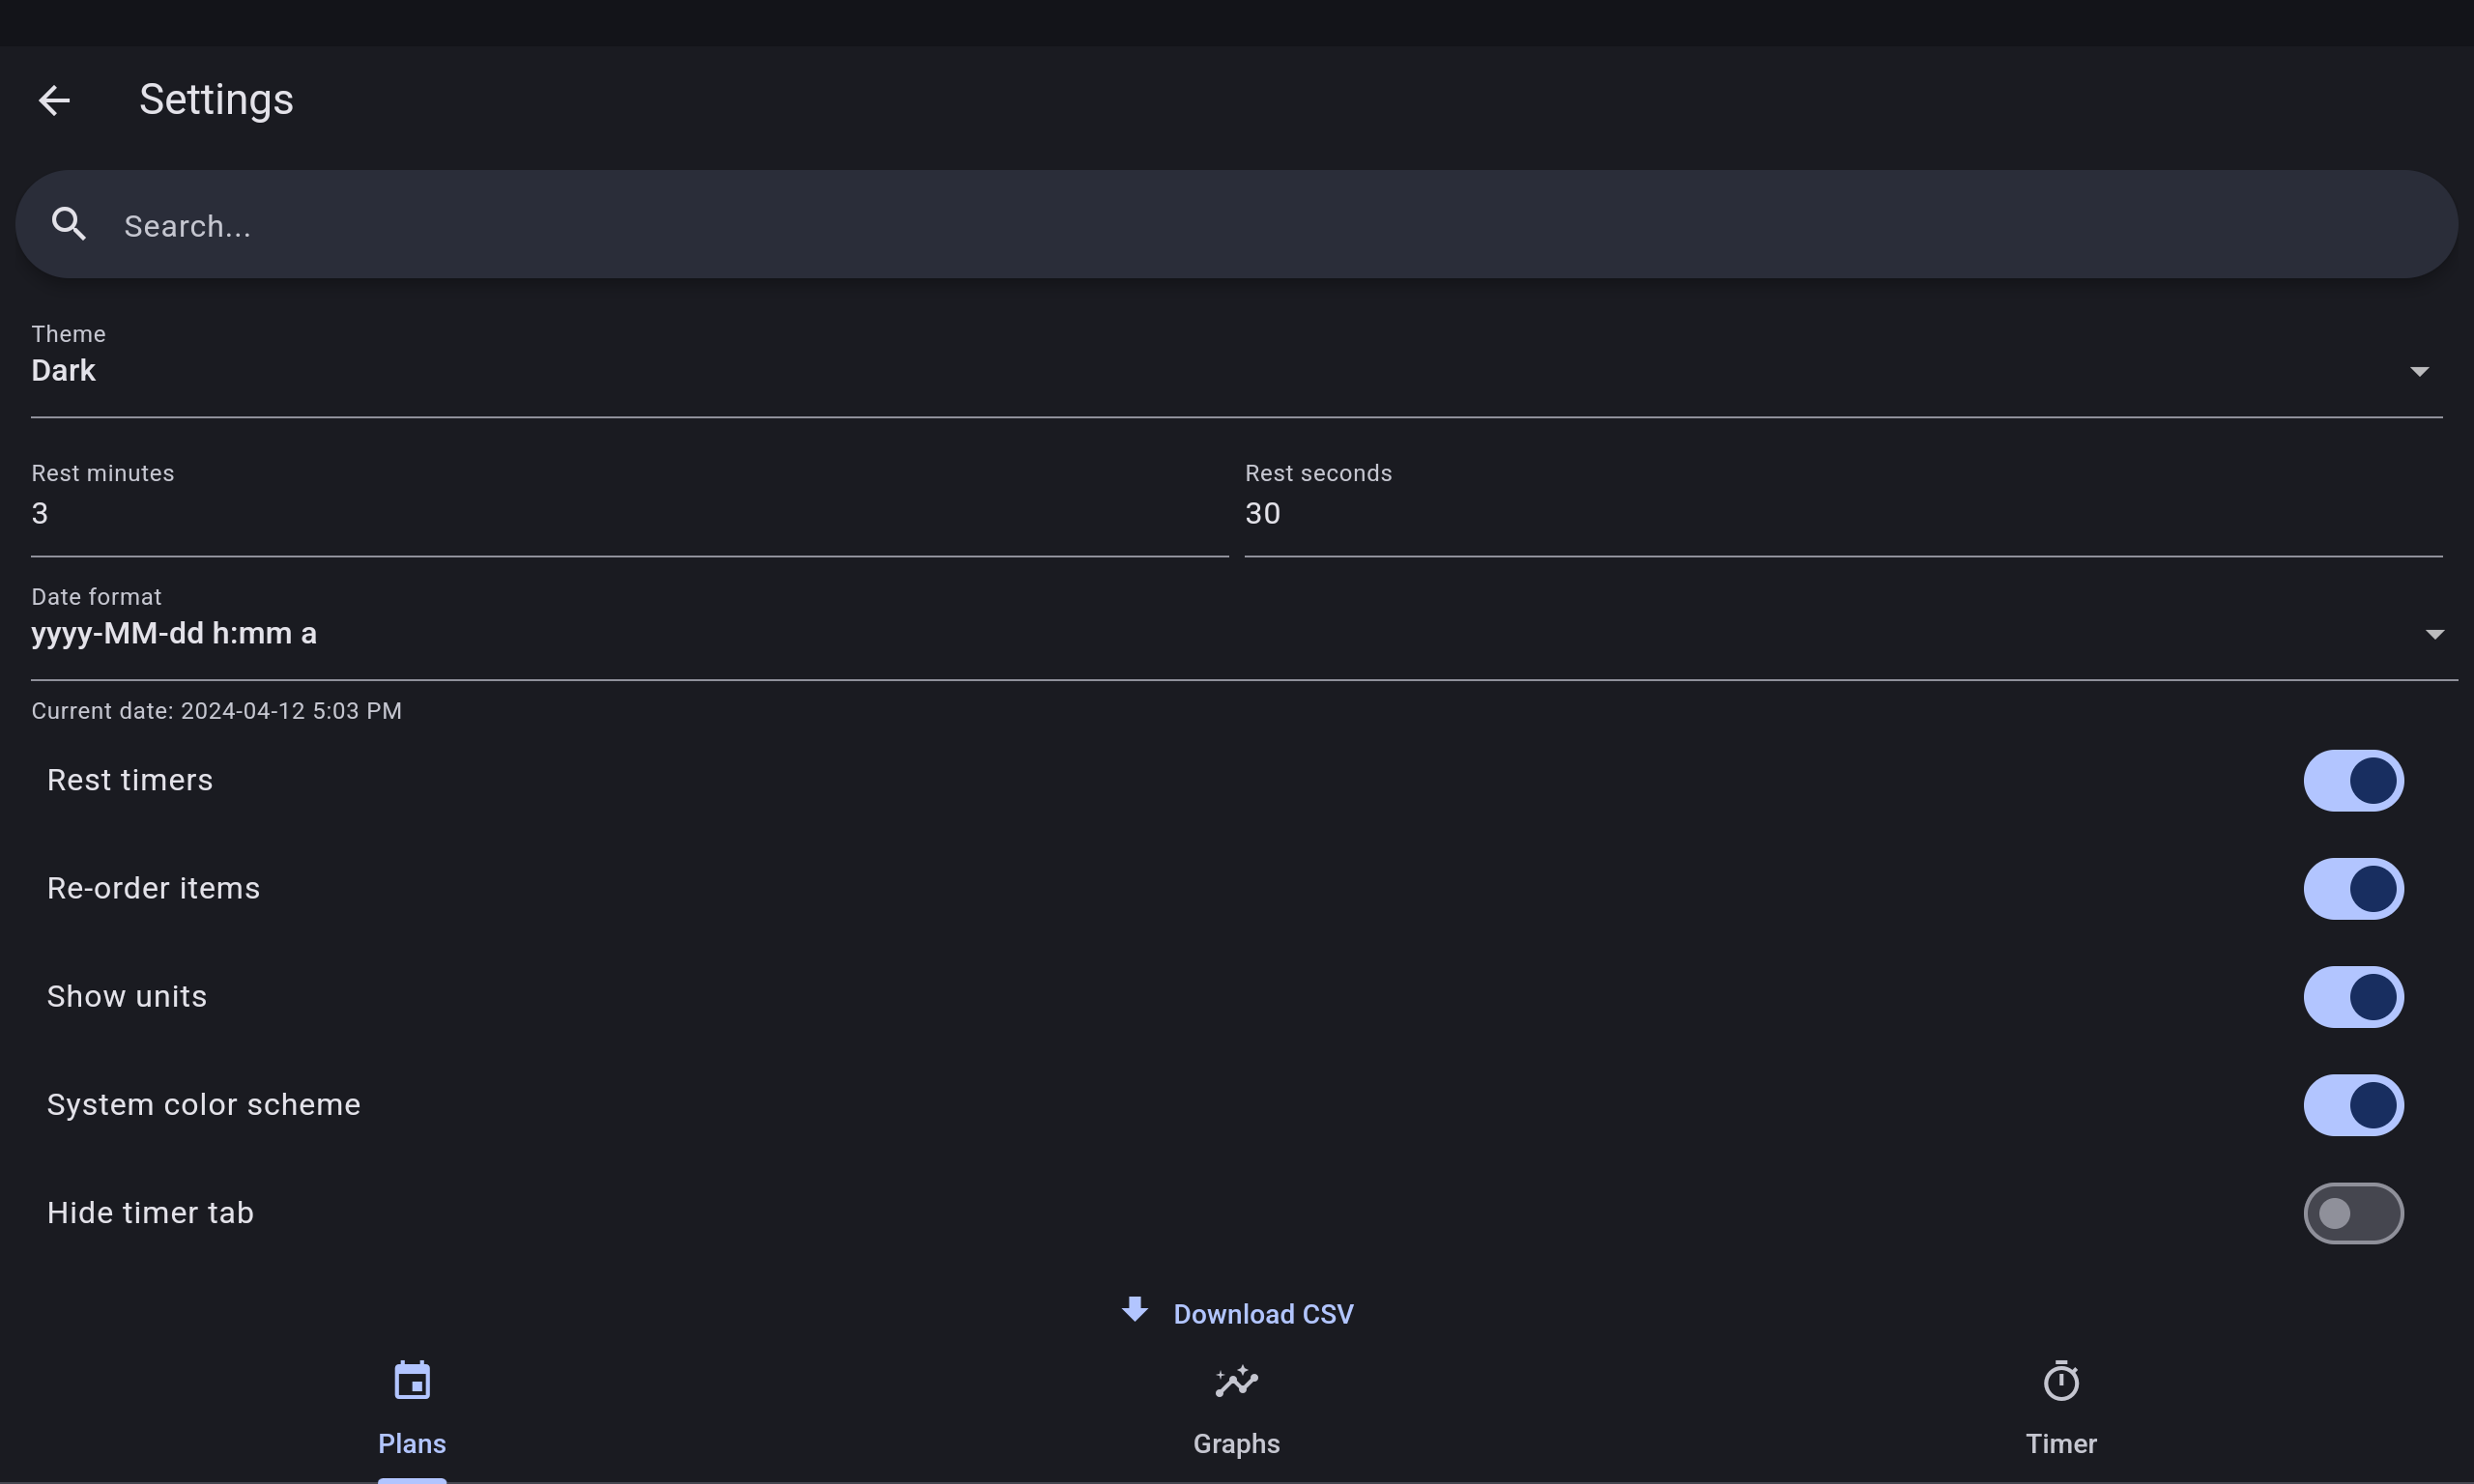 Settings
Search...
Theme
Dark
Rest minutes
3
Rest seconds
30
Date format
yyyy-MM-dd h:mm a
Current date: 2024-04-12 5:03 PM
Rest timers
Re-order items
Show units
System color scheme
Hide timer tab
Download CSV
Plans
Graphs
Timer